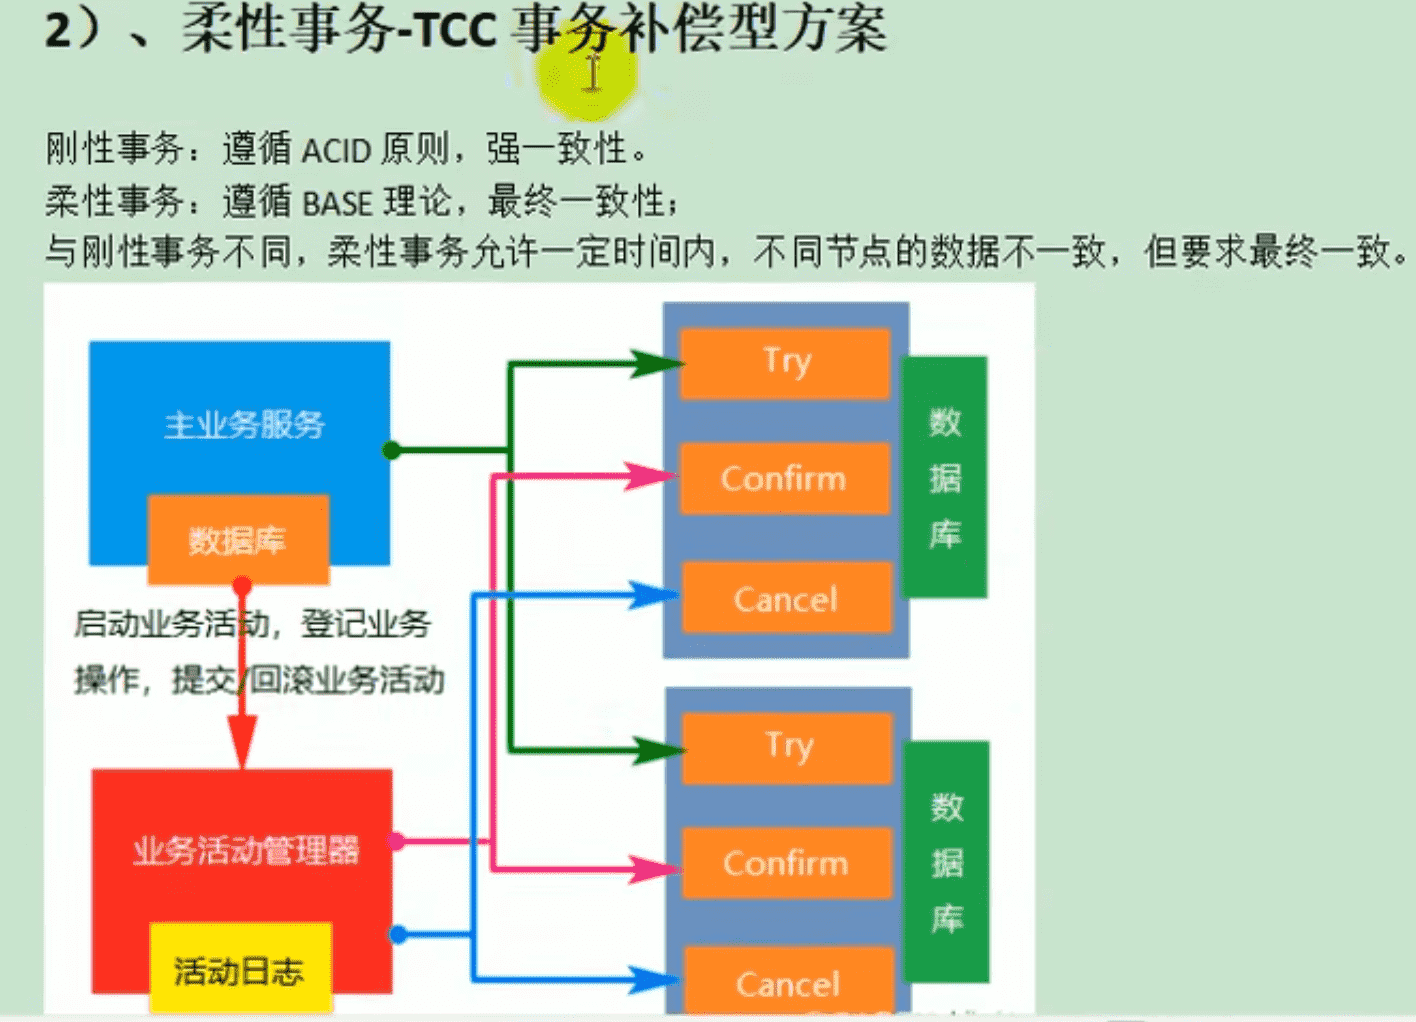 2）、柔性事务-TCC 事务补偿型方案
刚性事务：遵循 ACID 原则，强一致性。
柔性事务：遵循 BASE 理论，最终一致性；
与刚性事务不同，柔性事务允许一定时间内，不同节点的数据不一致，但要求最终一致。
主业务服务
数据库
启动业务活动，登记业务
操作，提交/回滚业务活动
业务活动管理器
活动日志
Try
Confirm
Cancel
数
据
库
Try
Confirm
Cancel
数
据
库